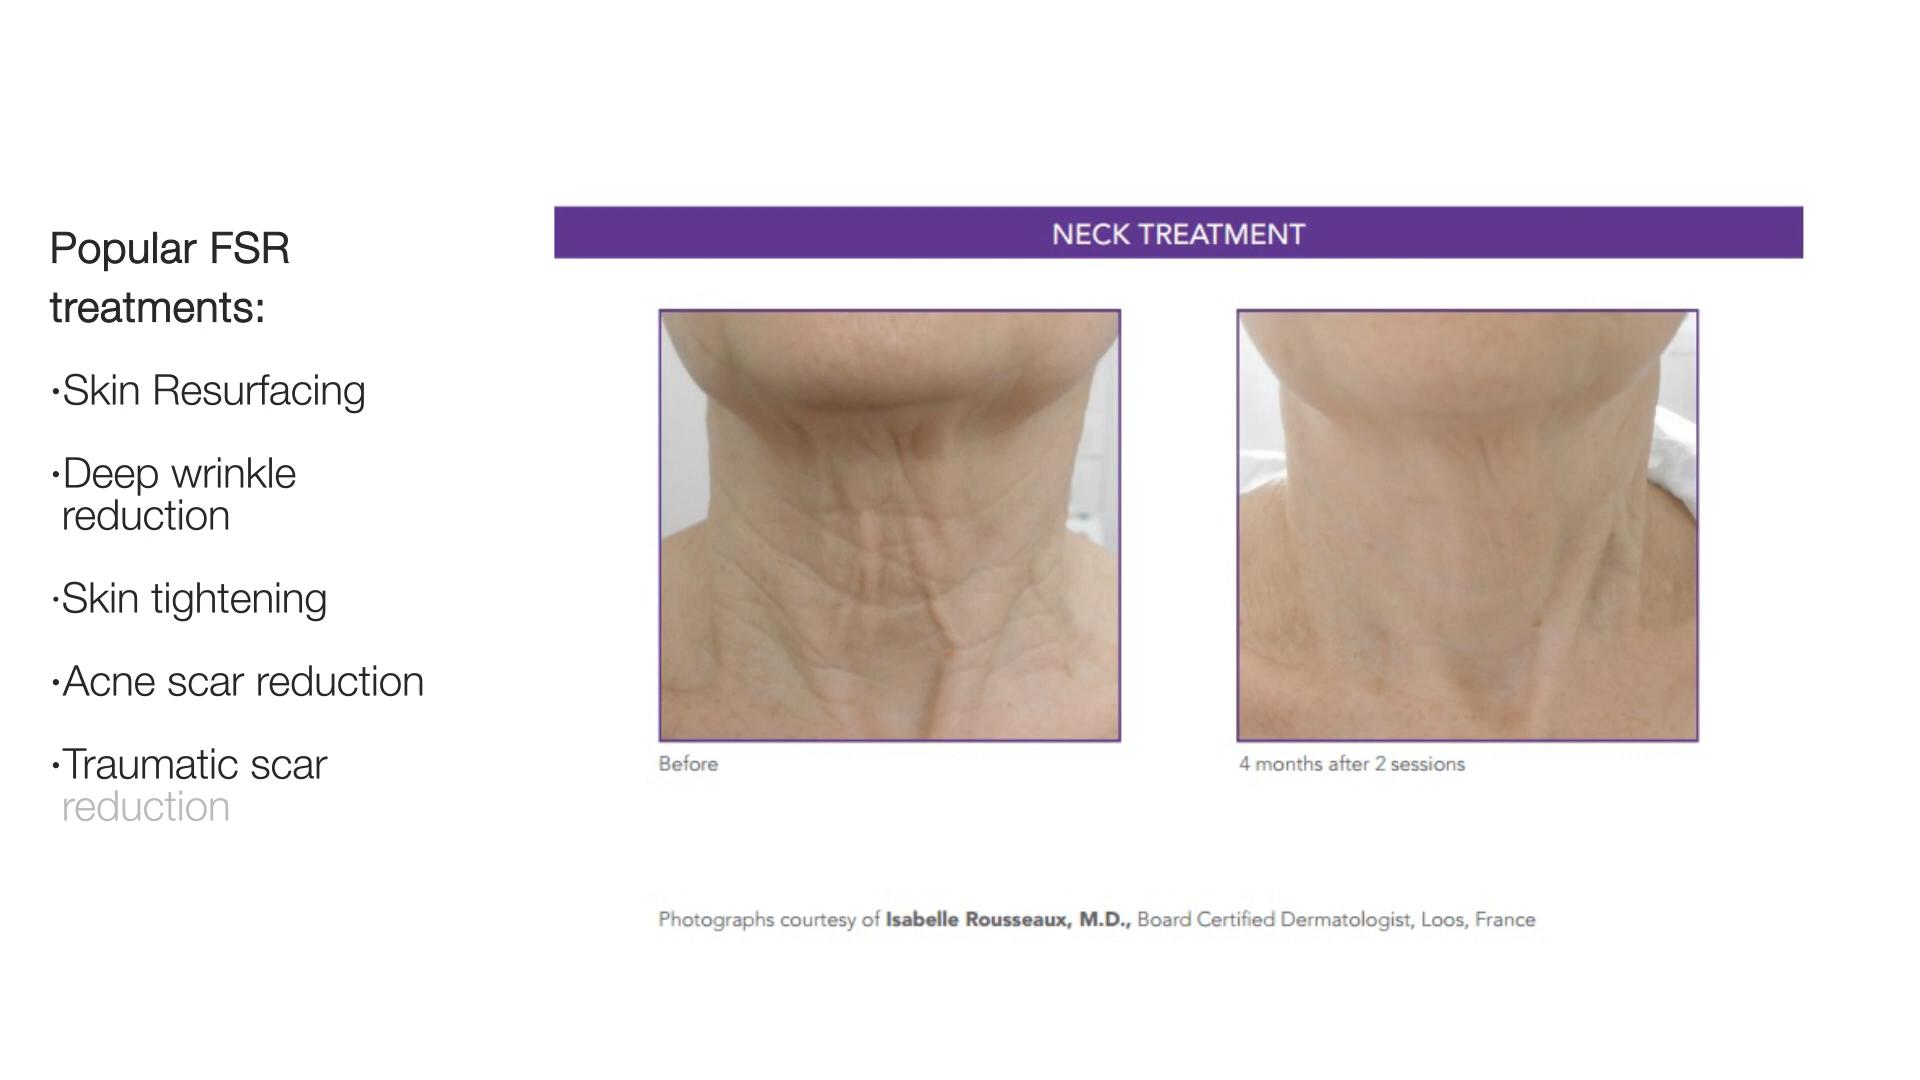 Popular FSR
treatments:
·Skin Resurfacing
·Deep wrinkle
reduction
·Skin tightening
·Acne scar reduction
·Traumatic scar
reduction
NECK TREATMENT
Before
4 months after 2 sessions
Photographs courtesy of Isabelle Rousseaux, M.D., Board Certified Dermatologist, Loos, France